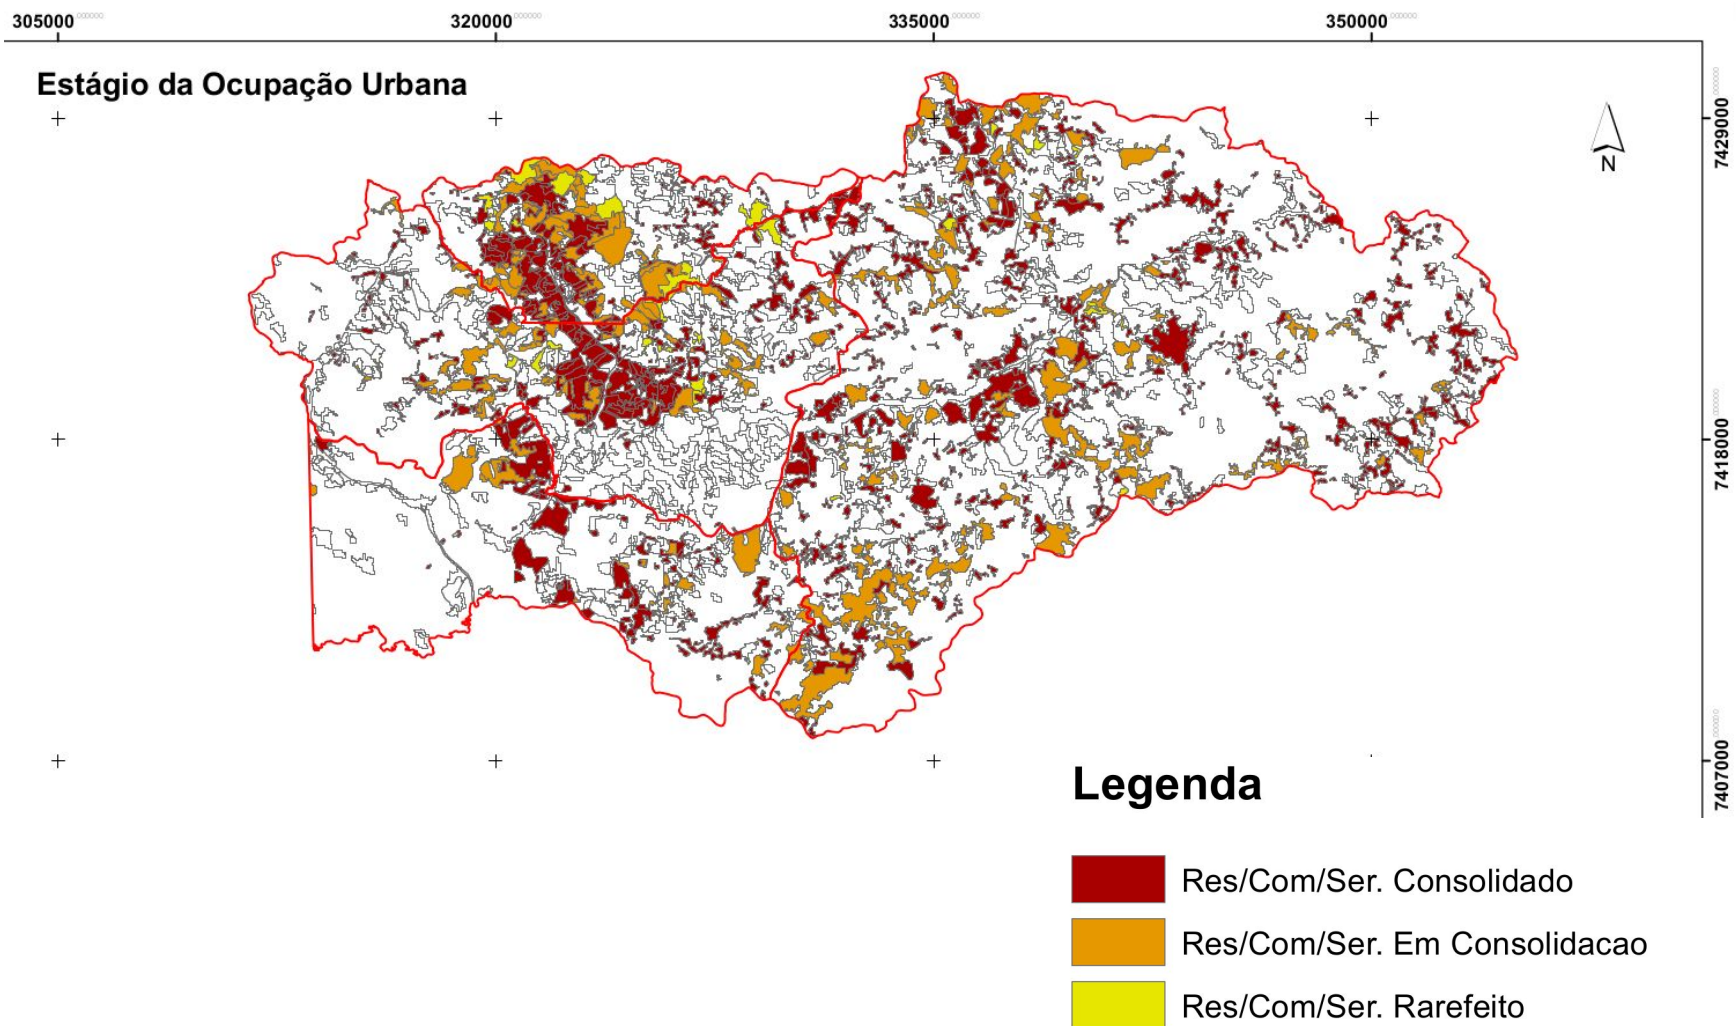 305000 320000 335000 350000
Estágio da Ocupação Urbana
N
7429000
7418000
7407000
Legenda
Res/Com/Ser. Consolidado
Res/Com/Ser. Em Consolidacao
Res/Com/Ser. Rarefeito